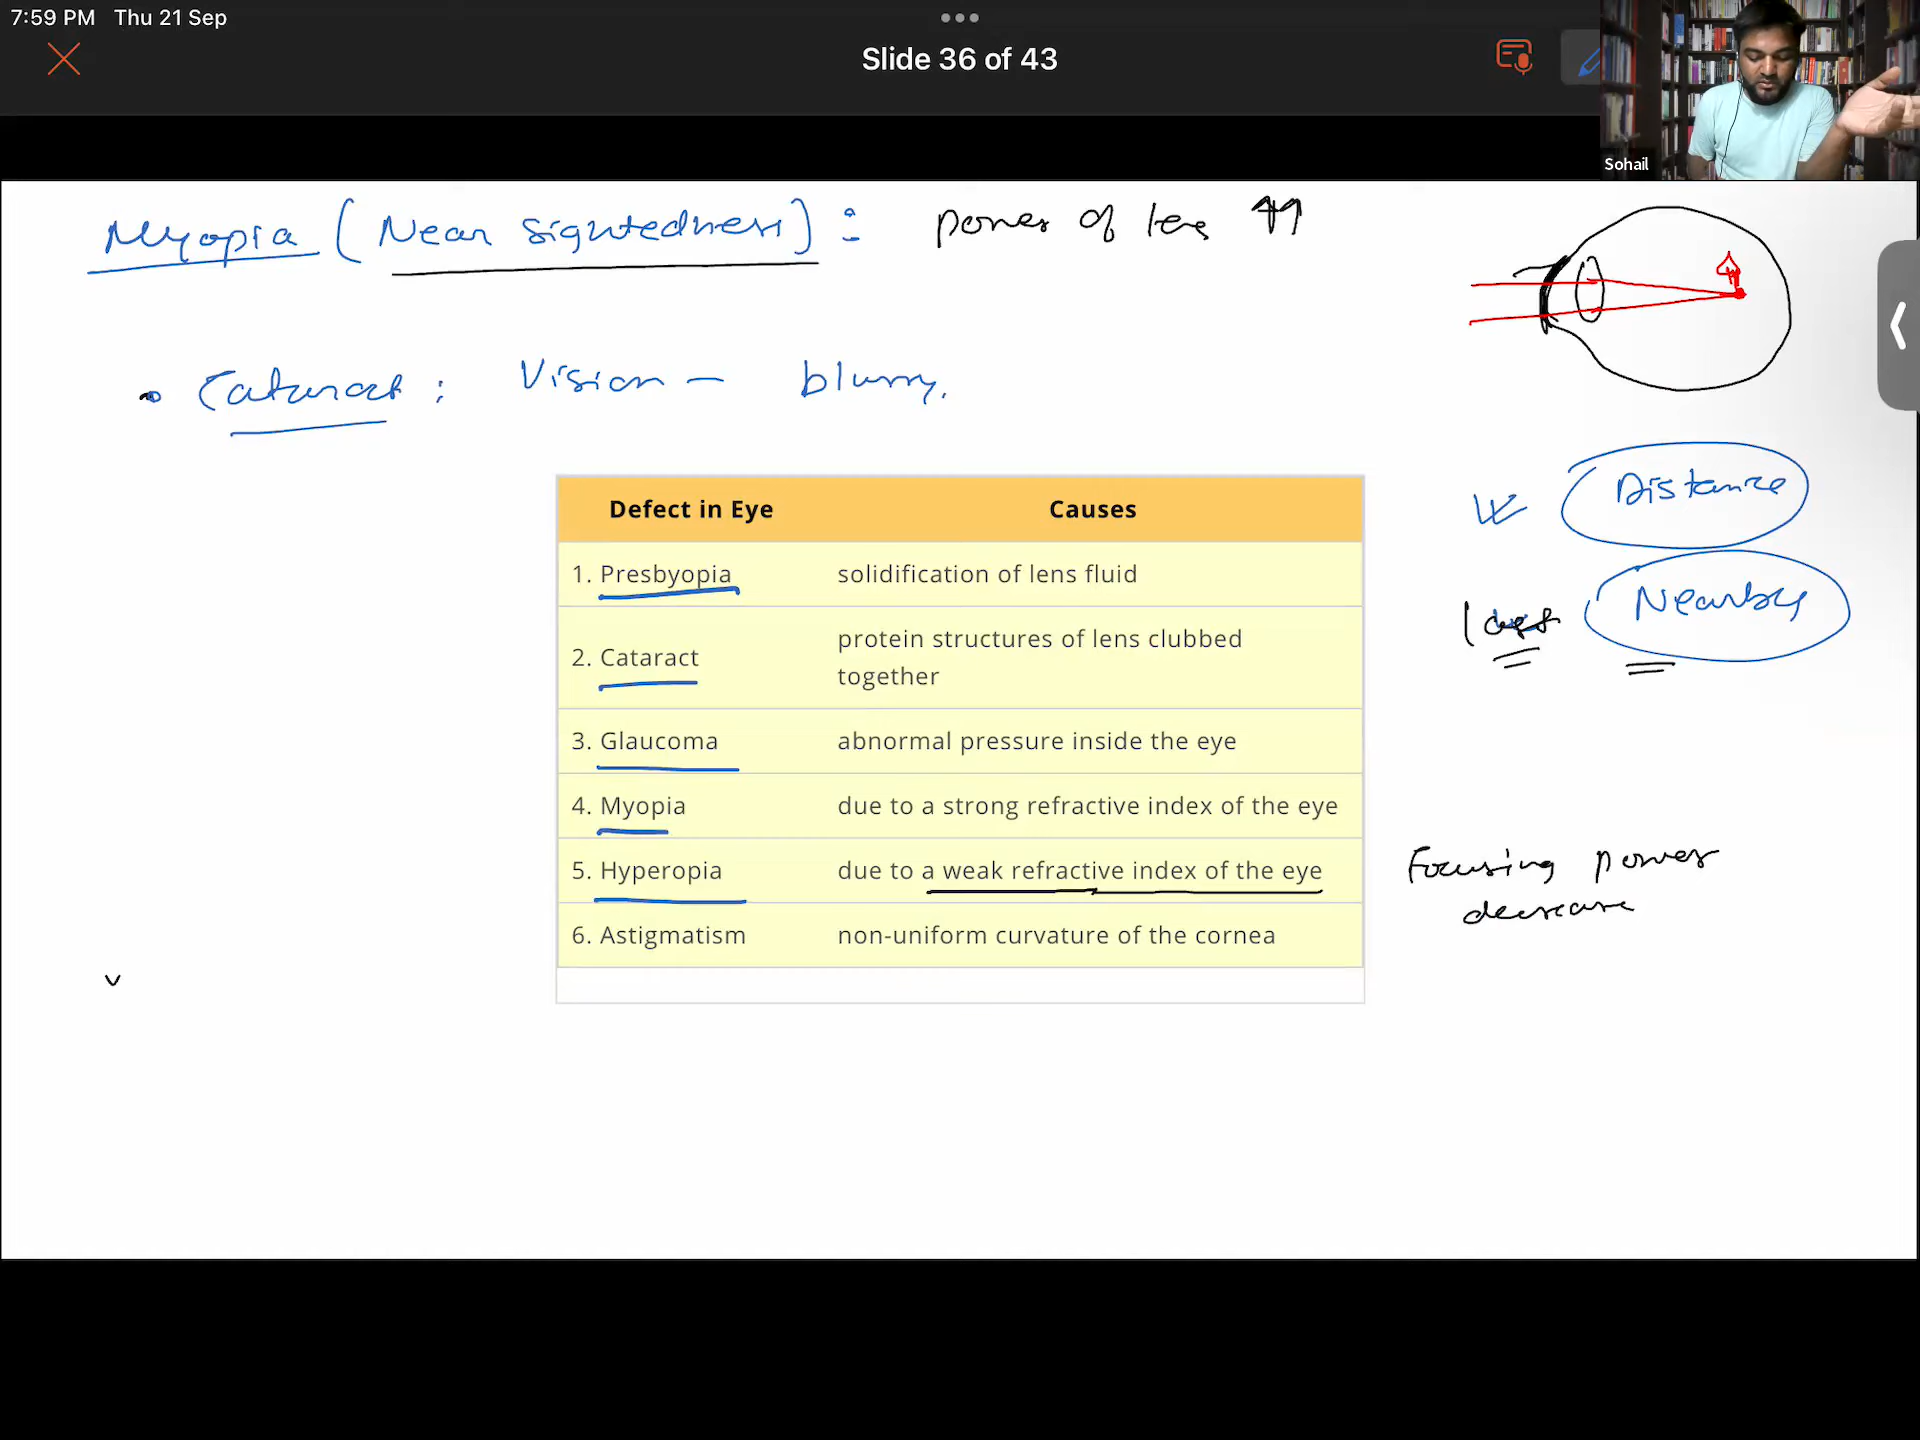 7:59 PM Thu 21 Sep
Slide 36 of 43
Sohail
Myopia (Near sightedness) : power of lens ↑↑
• Cataract : Vision – blurry.
Distance
Nearby
Defect in Eye Causes
1. Presbyopia solidification of lens fluid
2. Cataract protein structures of lens clubbed together
3. Glaucoma abnormal pressure inside the eye
4. Myopia due to a strong refractive index of the eye
5. Hyperopia due to a weak refractive index of the eye
6. Astigmatism non-uniform curvature of the cornea
Focusing power
decrease